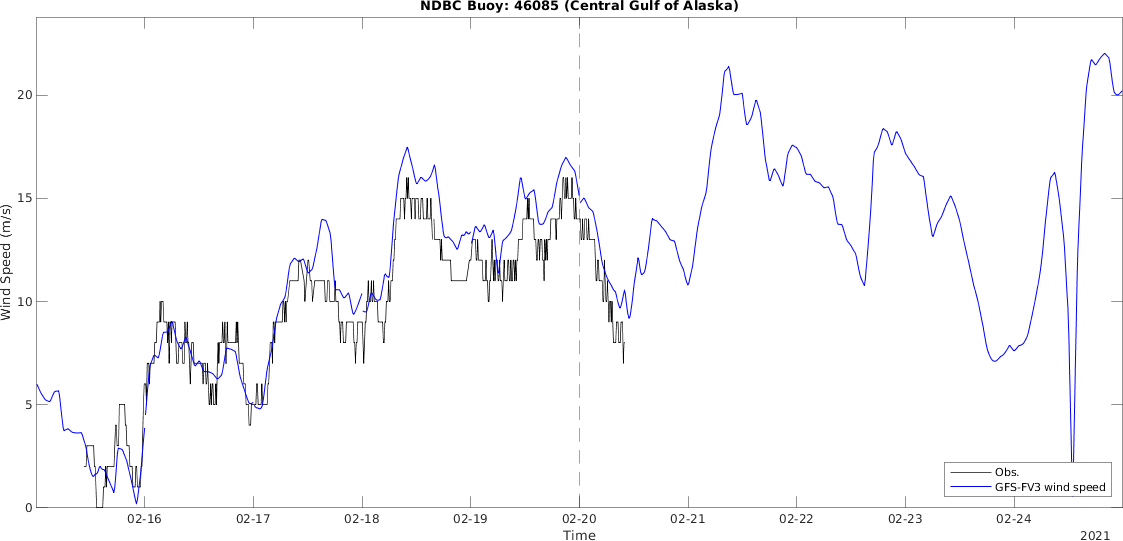 NDBC Buoy: 46085 (Central Gulf of Alaska)
Wind Speed (m/s)
20
15
10
5
0
02-16 02-17 02-18 02-19 02-20 02-21 02-22 02-23 02-24
Time
2021
Obs.
GFS-FV3 wind speed